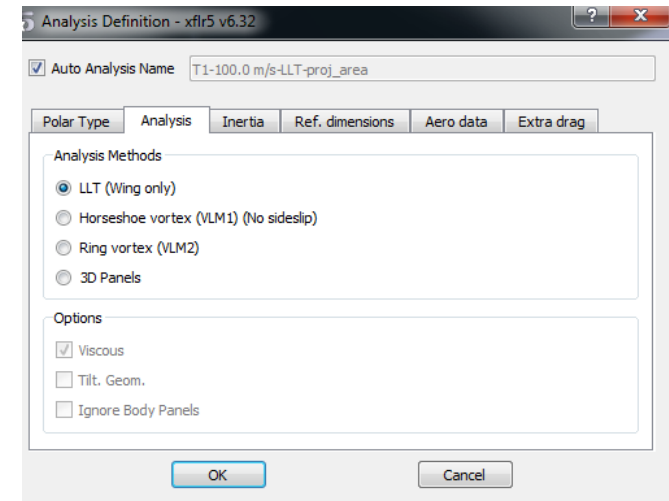 Analysis Definition - xflr5 v6.32
Auto Analysis Name T1-100.0 m/s-LLT-proj_area
Polar Type Analysis Inertia Ref. dimensions Aero data Extra drag
Analysis Methods
LLT (Wing only)
Horseshoe vortex (VLM1) (No sideslip)
Ring vortex (VLM2)
3D Panels
Options
Viscous
Tilt. Geom.
Ignore Body Panels
OK Cancel